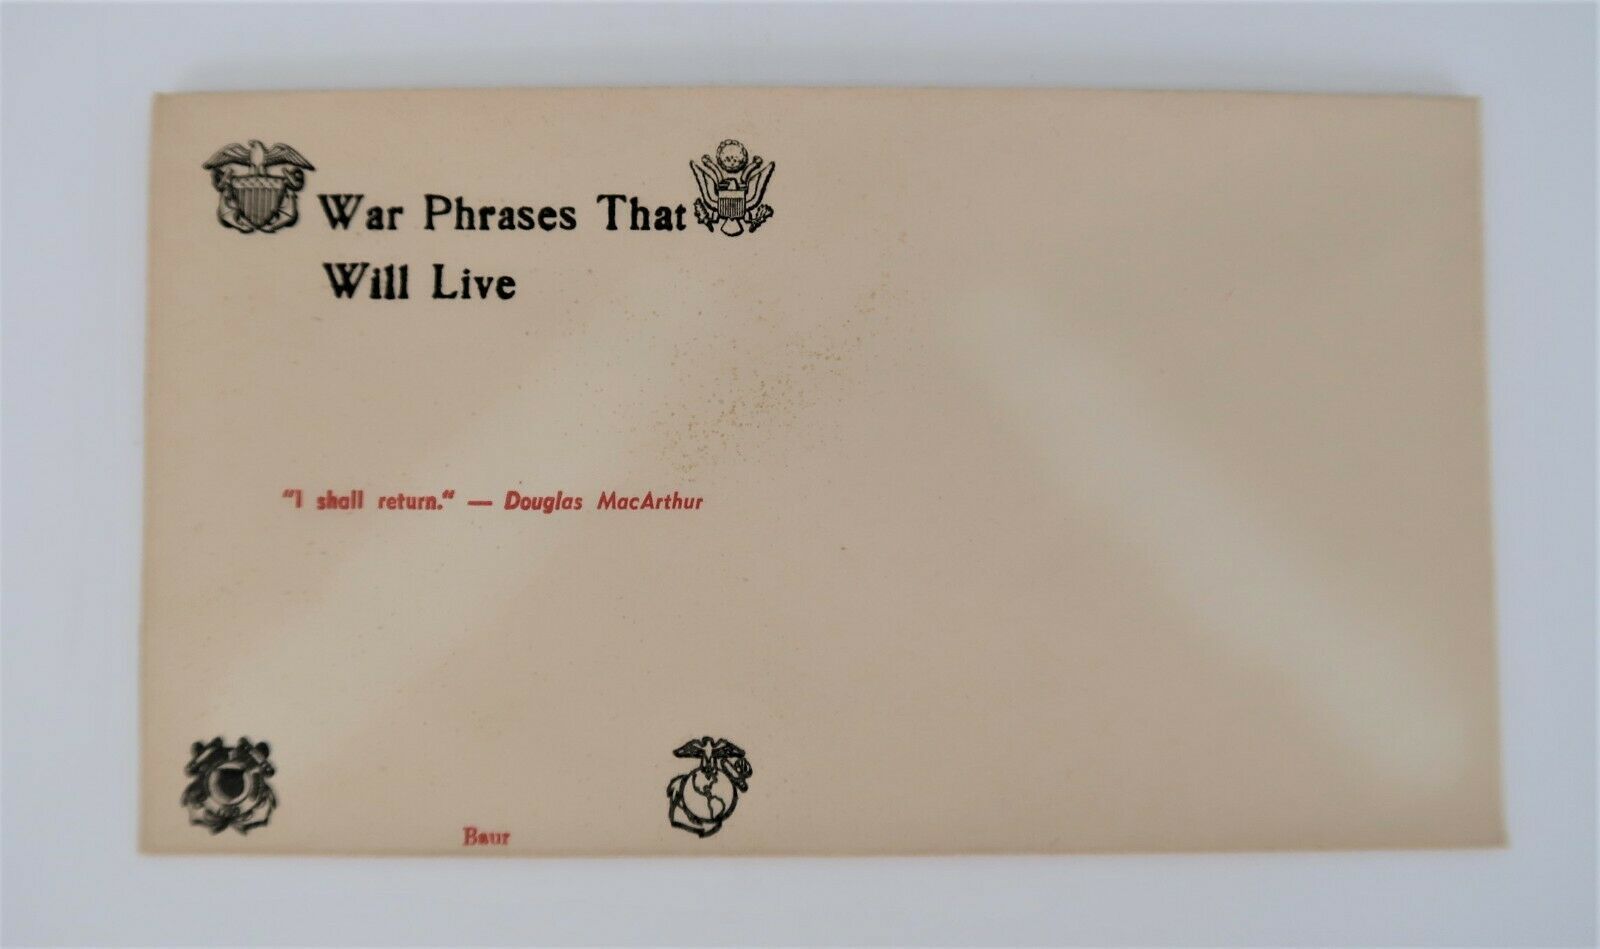 War Phrases That
Will Live
"I shall return." — Douglas MacArthur
Baur